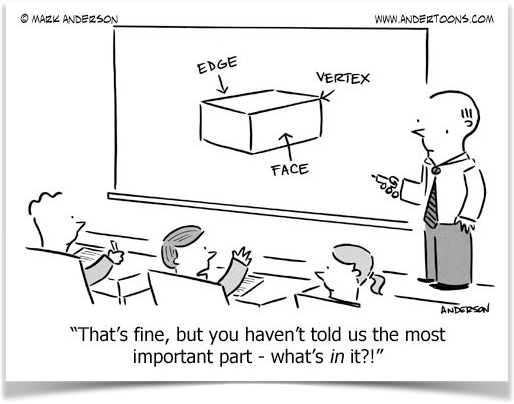 © MARK ANDERSON
WWW.ANDERTOONS.COM
EDGE
VERTEX
FACE
ANDERSON
“That’s fine, but you haven’t told us the most
important part - what’s in it?!”